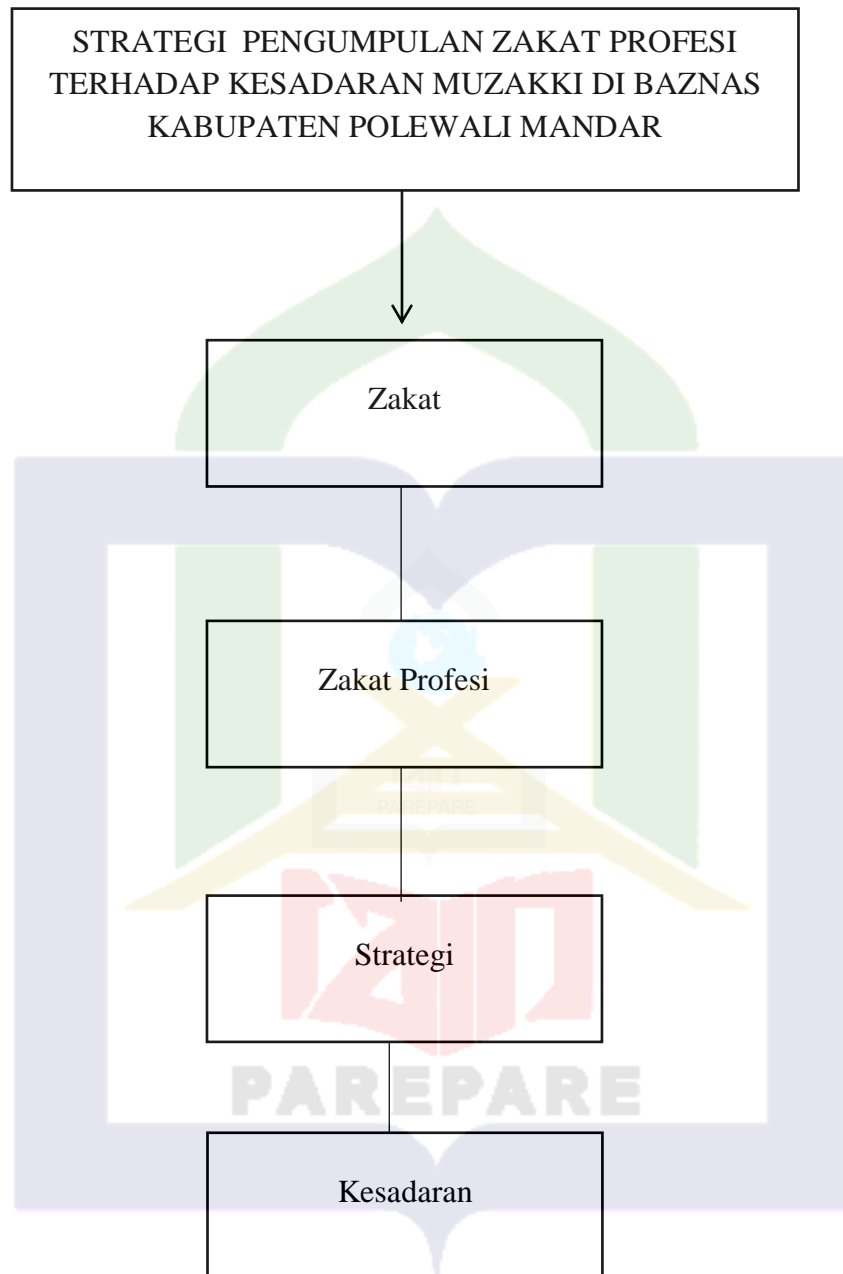 STRATEGI PENGUMPULAN ZAKAT PROFESI
TERHADAP KESADARAN MUZAKKI DI BAZNAS
KABUPATEN POLEWALI MANDAR
Zakat
Zakat Profesi
PAREPARE
Strategi
PAREPARE
Kesadaran